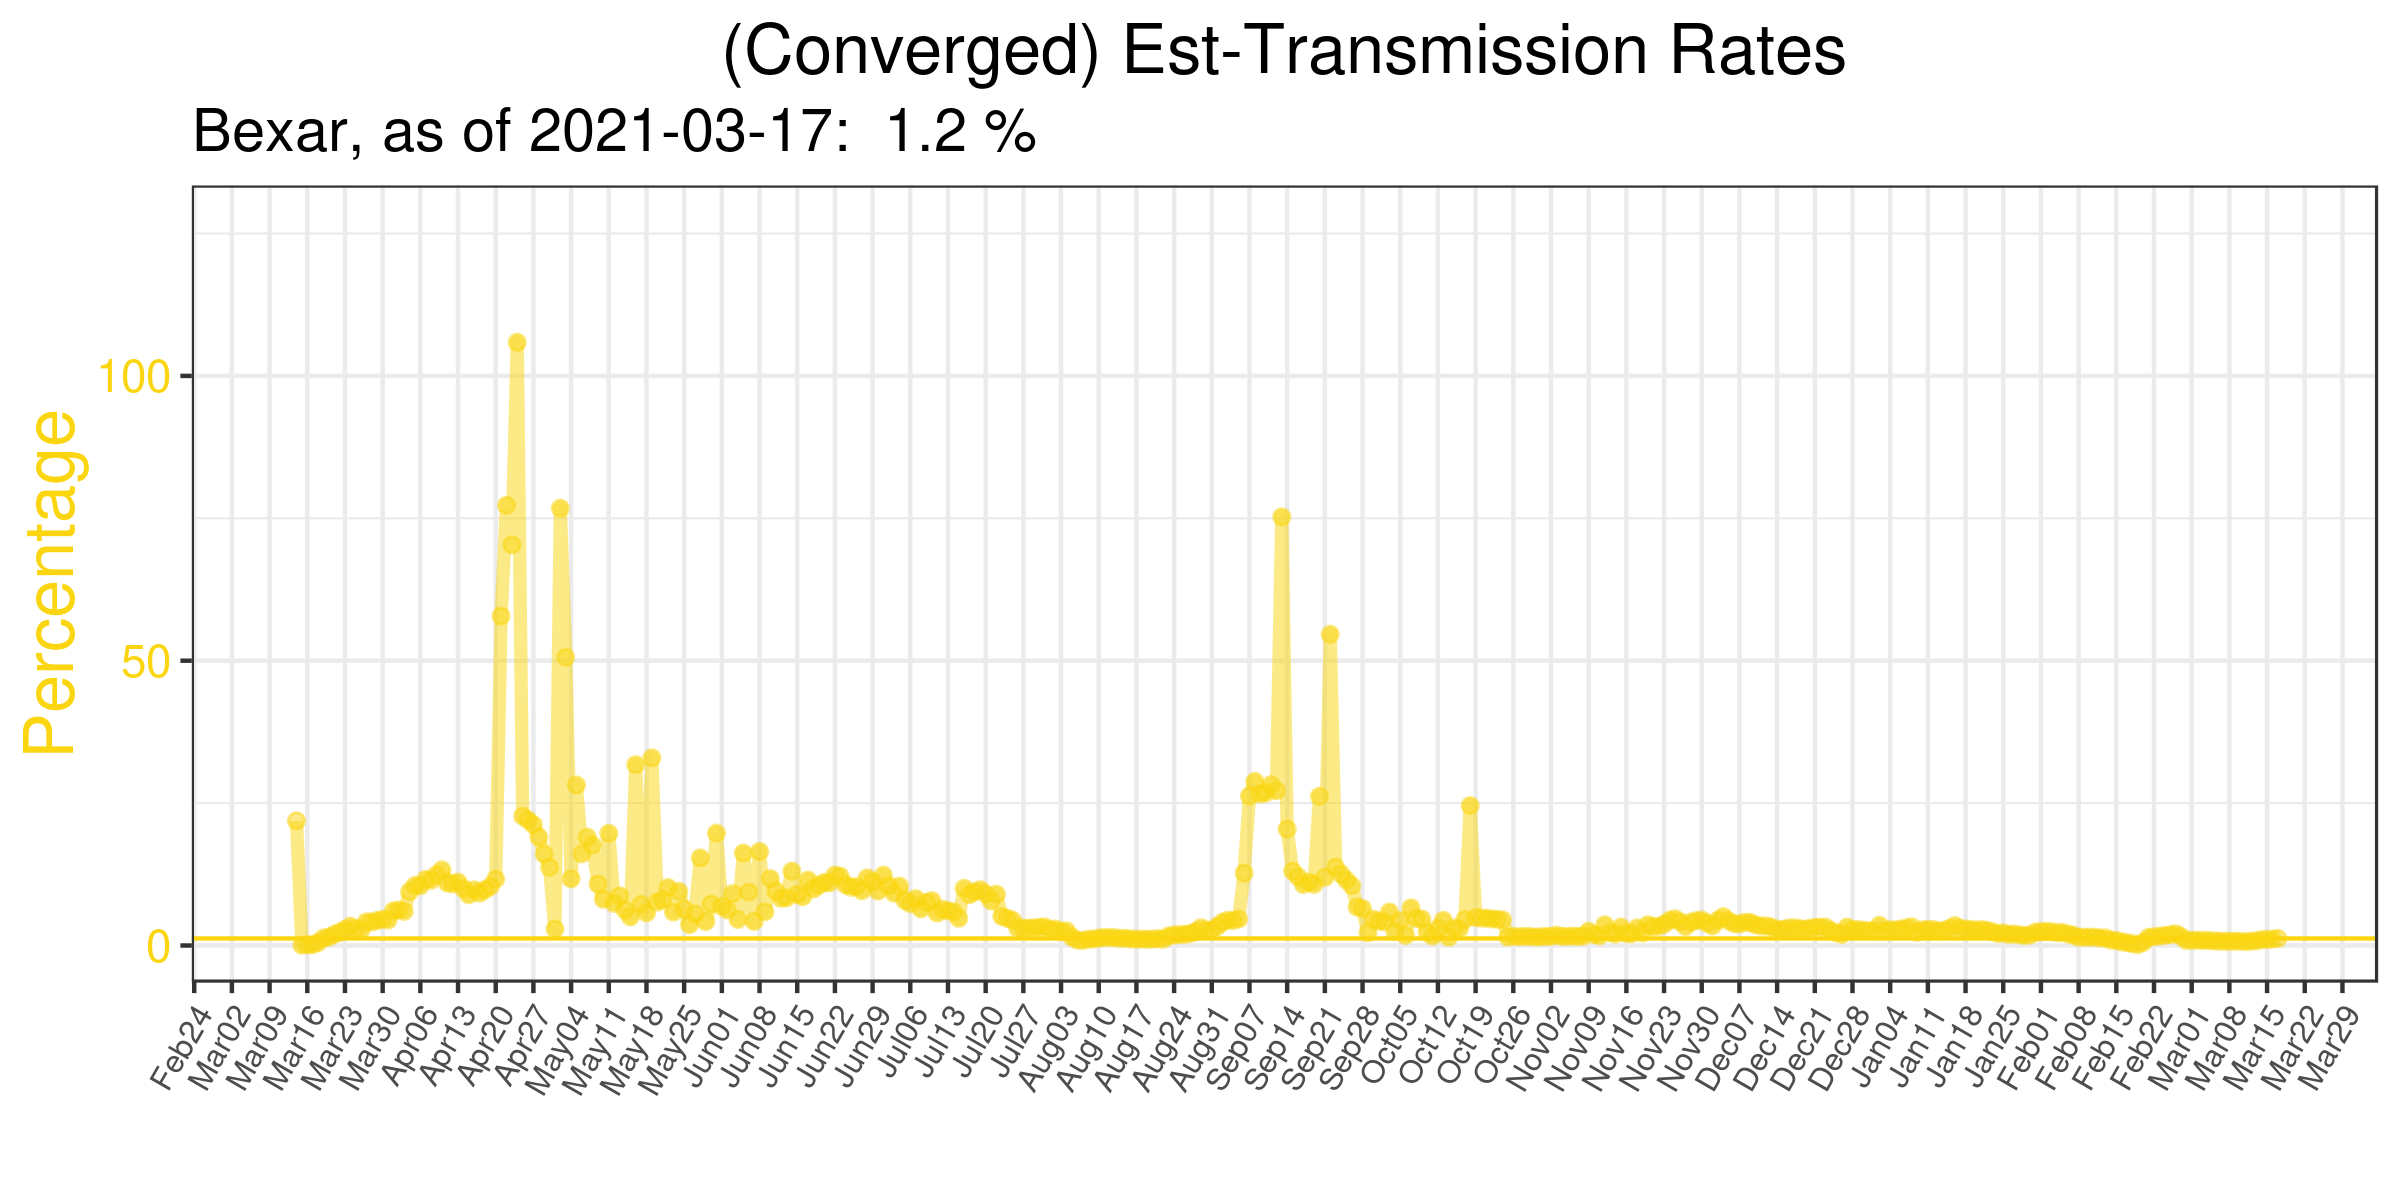 (Converged) Est-Transmission Rates
Bexar, as of 2021-03-17:  1.2 %
Percentage
100
50
0
Feb24 Mar02 Mar09 Mar16 Mar23 Mar30 Apr06 Apr13 Apr20 Apr27 May04 May11 May18 May25 Jun01 Jun08 Jun15 Jun22 Jun29 Jul06 Jul13 Jul20 Jul27 Aug03 Aug10 Aug17 Aug24 Aug31 Sep07 Sep14 Sep21 Sep28 Oct05 Oct12 Oct19 Oct26 Nov02 Nov09 Nov16 Nov23 Nov30 Dec07 Dec14 Dec21 Dec28 Jan04 Jan11 Jan18 Jan25 Feb01 Feb08 Feb15 Feb22 Mar01 Mar08 Mar15 Mar22 Mar29